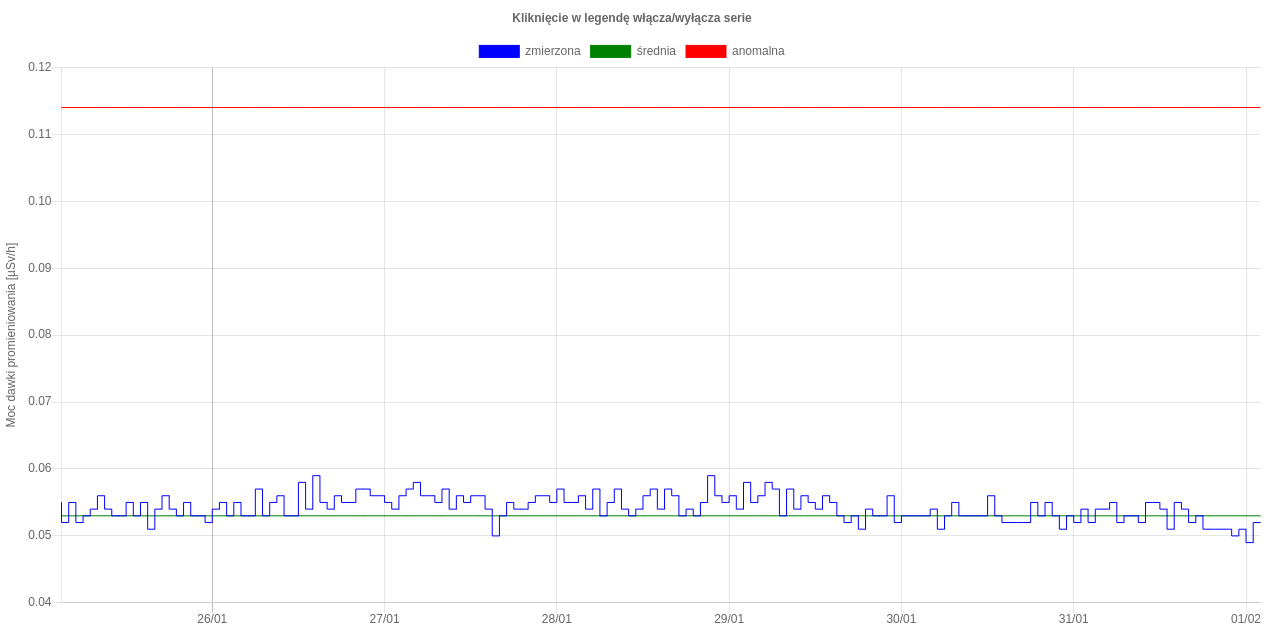 Kliknięcie w legendę włącza/wyłącza serie
zmierzona średnia anomalna
0.12
0.11
0.10
0.09
0.08
0.07
0.06
0.05
0.04
Moc dawki promieniowania [µSv/h]
26/01 27/01 28/01 29/01 30/01 31/01 01/02